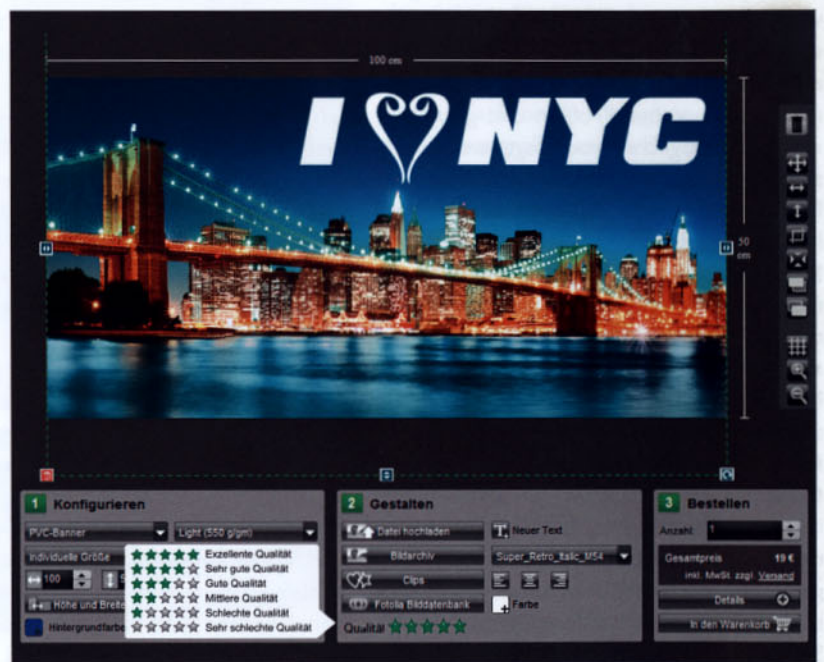 100 cm
I NYC
50
cm
1 Konfigurieren
PVC-Banner
Light (550 g/qm)
Individuelle Größe
100
Höhe und Breite
Hintergrundfarbe
Exzellente Qualität
Sehr gute Qualität
Gute Qualität
Mittlere Qualität
Schlechte Qualität
Sehr schlechte Qualität
2 Gestalten
Datei hochladen
Neuer Text
Bildarchiv
Super_Retro_Italic_M54
Clips
Fotolia Bilddatenbank
Farbe
Qualität
3 Bestellen
Anzahl:
1
Gesamtpreis 19 €
inkl. MwSt. zzgl. Versand
Details
In den Warenkorb